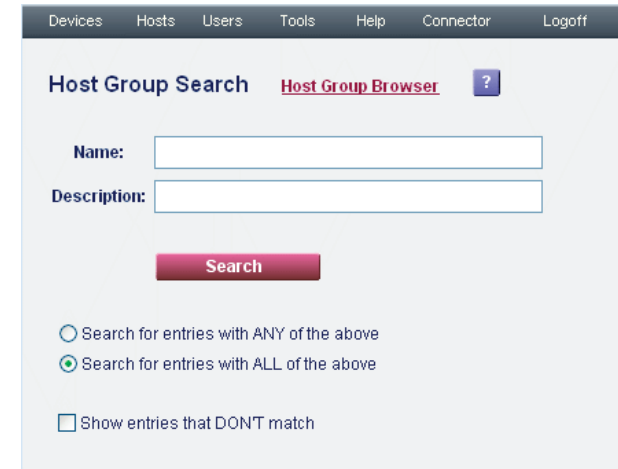 Devices Hosts Users Tools Help Connector Logoff
Host Group Search Host Group Browser ?
Name:
Description:
Search
Search for entries with ANY of the above
Search for entries with ALL of the above
Show entries that DON'T match